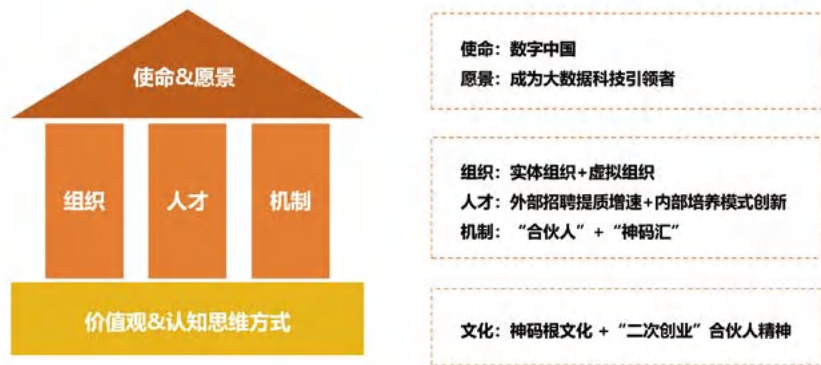 使命&愿景
组织
人才
机制
价值观&认知思维方式
使命：数字中国
愿景：成为大数据科技引领者
组织：实体组织+虚拟组织
人才：外部招聘提质增速+内部培养模式创新
机制：“合伙人”+“神码汇”
文化：神码根文化 +“二次创业”合伙人精神